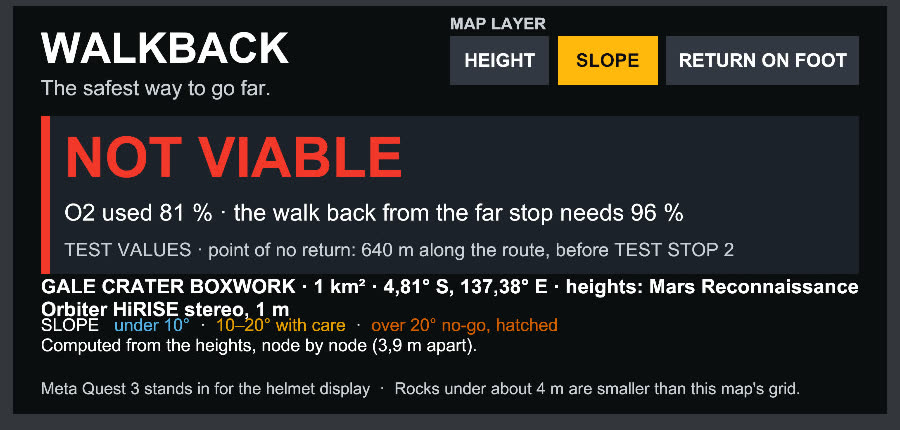 WALKBACK
The safest way to go far.
MAP LAYER
HEIGHT
SLOPE
RETURN ON FOOT
NOT VIABLE
O2 used 81 % · the walk back from the far stop needs 96 %
TEST VALUES · point of no return: 640 m along the route, before TEST STOP 2
GALE CRATER BOXWORK · 1 km² · 4,81° S, 137,38° E · heights: Mars Reconnaissance
Orbiter HiRISE stereo, 1 m
SLOPE under 10° · 10–20° with care · over 20° no-go, hatched
Computed from the heights, node by node (3,9 m apart).
Meta Quest 3 stands in for the helmet display · Rocks under about 4 m are smaller than this map's grid.